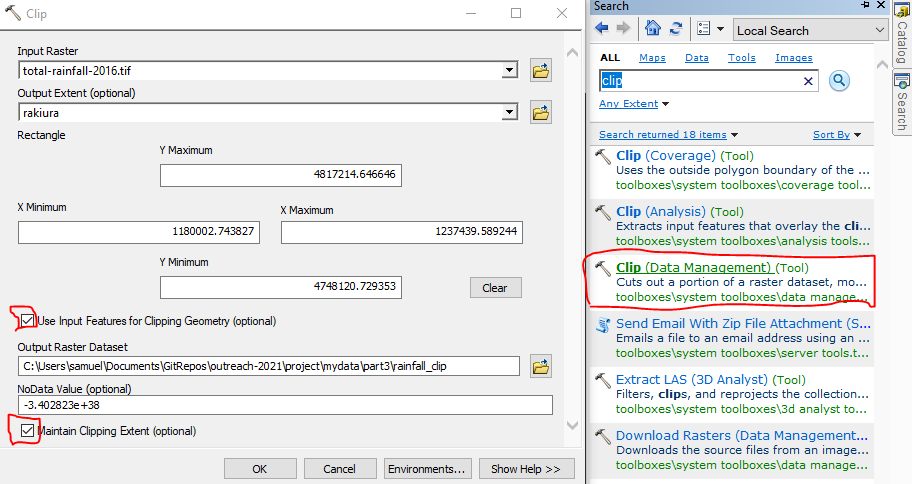 Clip
Input Raster
total-rainfall-2016.tif
Output Extent (optional)
rakiura
Rectangle
Y Maximum
4817214.646646
X Minimum
X Maximum
1180002.743827
1237439.589244
Y Minimum
4748120.729353
Clear
Use Input Features for Clipping Geometry (optional)
Output Raster Dataset
C:\Users\samuel\Documents\GitRepos\outreach-2021\project\mydata\part3\rainfall_clip
NoData Value (optional)
-3.402823e+38
Maintain Clipping Extent (optional)
OK
Cancel
Environments...
Show Help >>
Search
Local Search
ALL
Maps
Data
Tools
Images
clip
Any Extent
Search returned 18 items
Sort By
Clip (Coverage) (Tool)
Uses the outside polygon boundary of the ...
toolboxes\system toolboxes\coverage tool...
Clip (Analysis) (Tool)
Extracts input features that overlay the cli...
toolboxes\system toolboxes\analysis tools...
Clip (Data Management) (Tool)
Cuts out a portion of a raster dataset, mo...
toolboxes\system toolboxes\data manage...
Send Email With Zip File Attachment (S...
Emails a file to an email address using an ...
toolboxes\system toolboxes\server tools.t...
Extract LAS (3D Analyst) (Tool)
Filters, clips, and reprojects the collection...
toolboxes\system toolboxes\3d analyst to...
Download Rasters (Data Management...
Downloads the source files from an image...
toolboxes\system toolboxes\data manage...
Catalog
Search